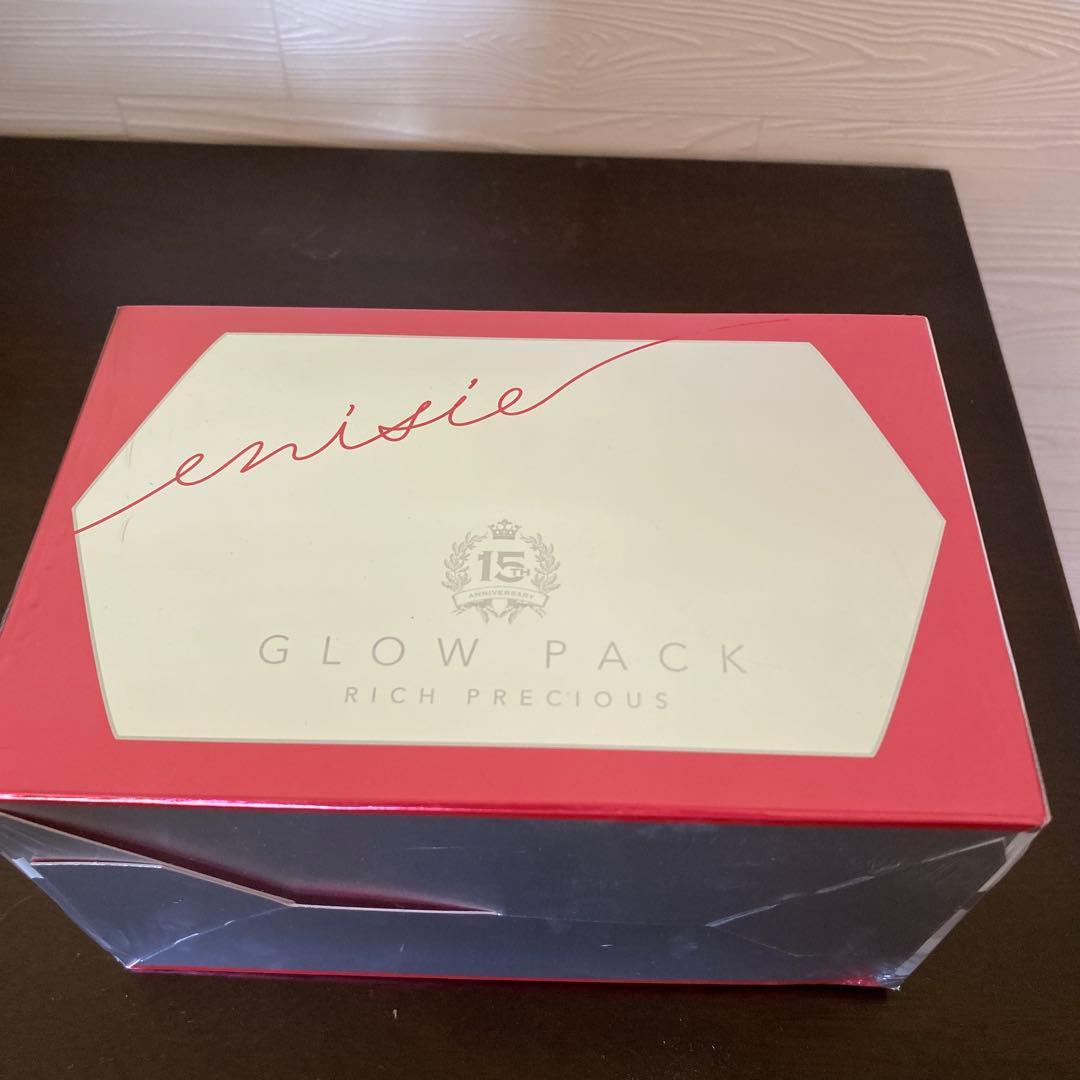 enisie
15TH
ANNIVERSARY
GLOW PACK
RICH PRECIOUS